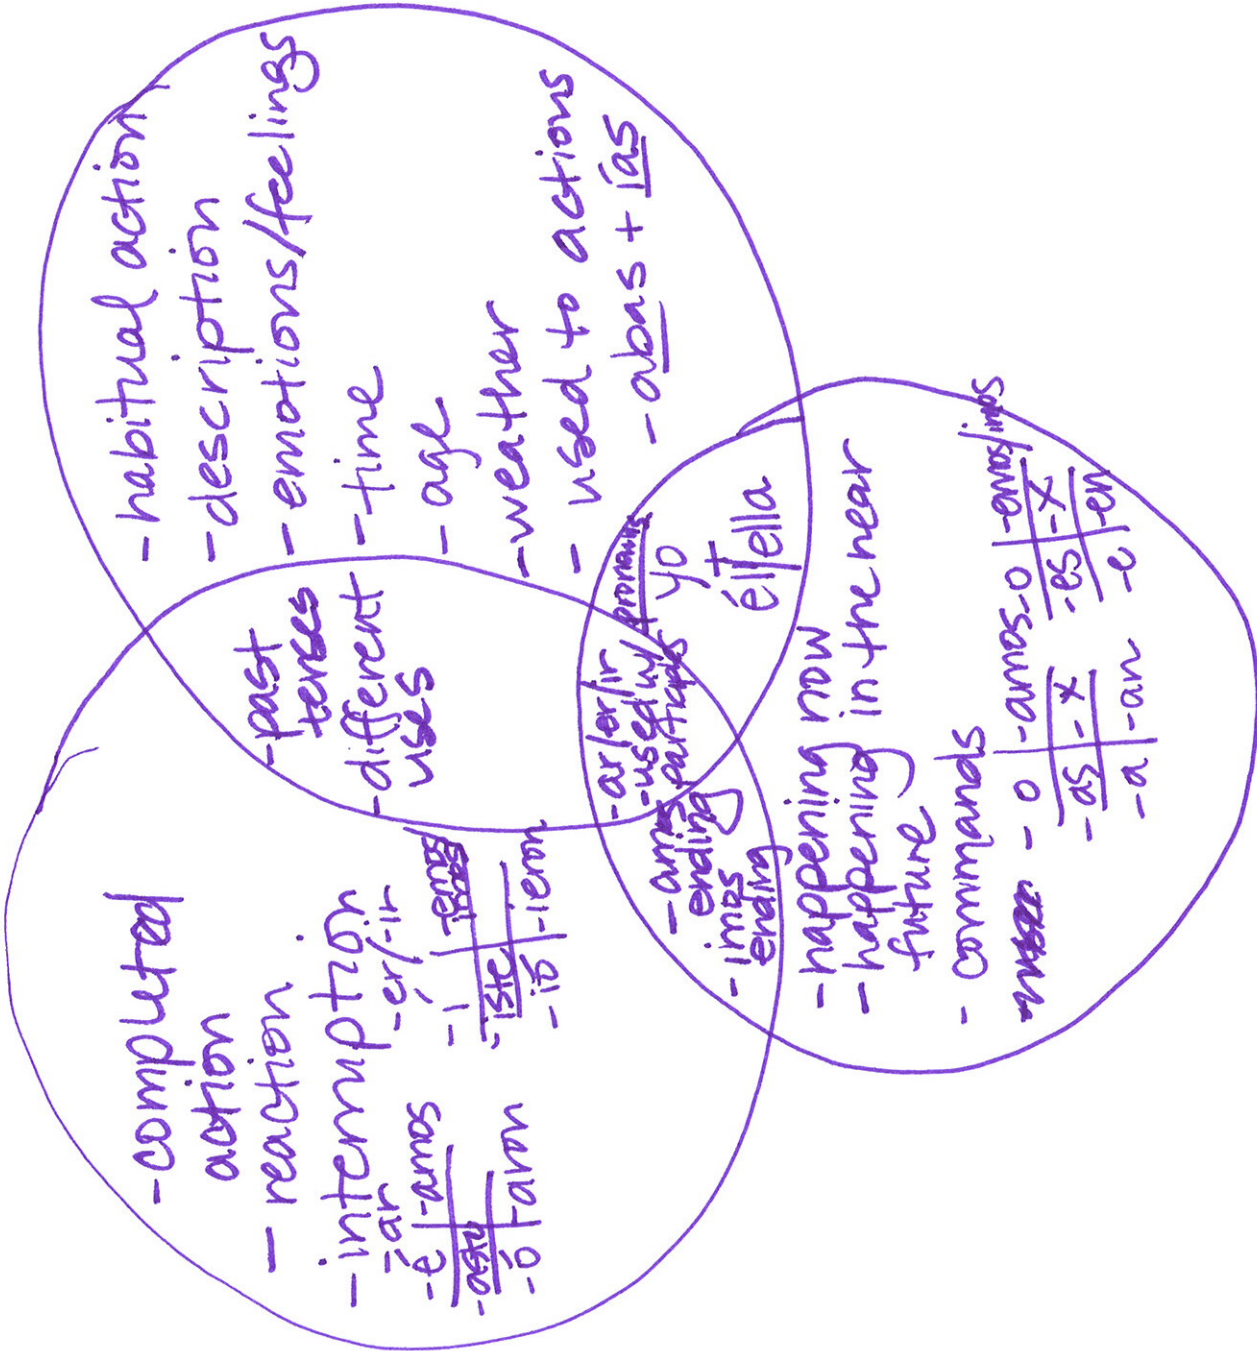 -completed
action
- reaction
-interruption
-ar
-é -amos
-aste
-ó -aron
-er/-ir
-í -imos
-iste
-ió -ieron
-past
tenses
-different
uses
-habitual action
-description
-emotions/feelings
-time
-age
-weather
- used to actions
-abas + ías
-ar/er/ir
-used w/
pronouns
yo
+
él/ella
-amos
ending
-imos
ending
-happening now
-happening in the near
future
- commands
-o -amos
-as -x
-a -an
-o -emos/imos
-es -x
-e -en